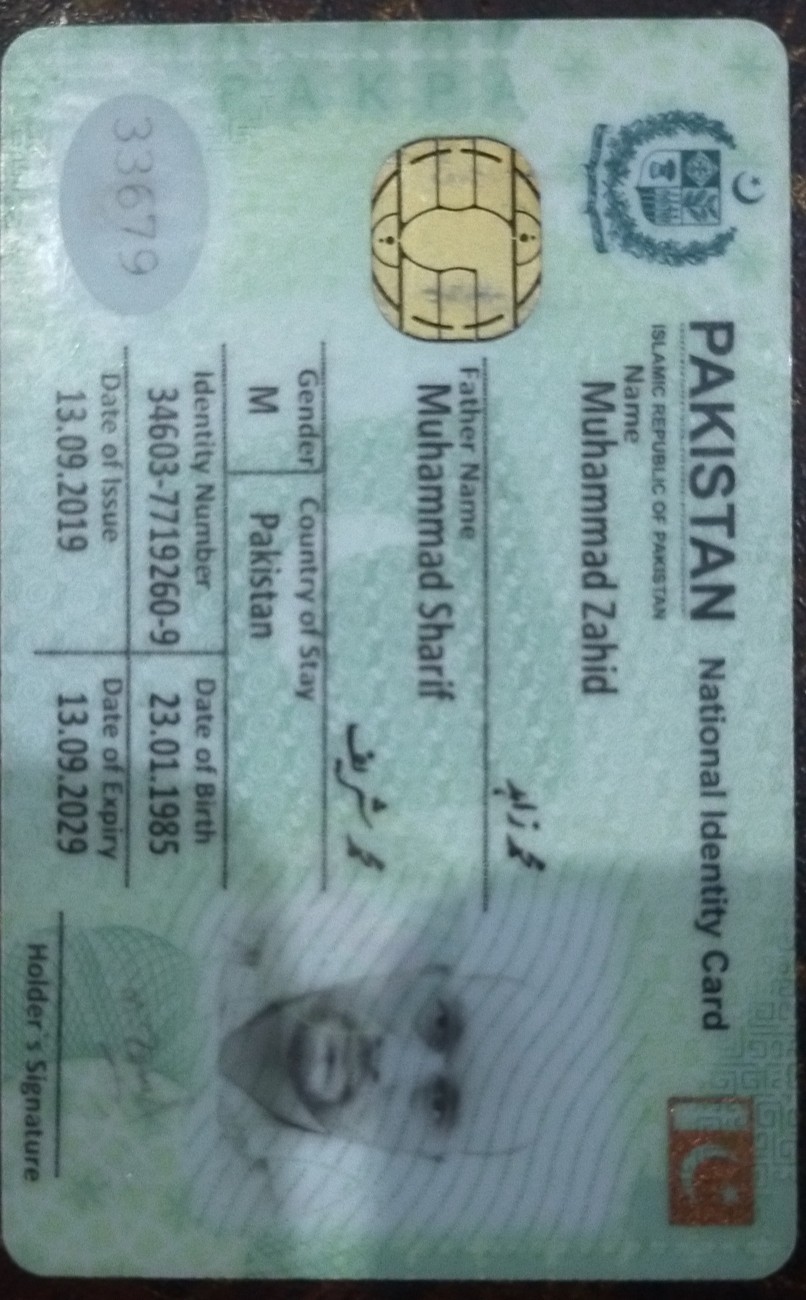 PAKISTAN National Identity Card
ISLAMIC REPUBLIC OF PAKISTAN
Name
Muhammad Zahid
محمد زاہد
Father Name
Muhammad Sharif
محمد شریف
Gender Country of Stay
M Pakistan
Identity Number Date of Birth
34603-7719260-9 23.01.1985
Date of Issue Date of Expiry
13.09.2019 13.09.2029
33679
Holder's Signature